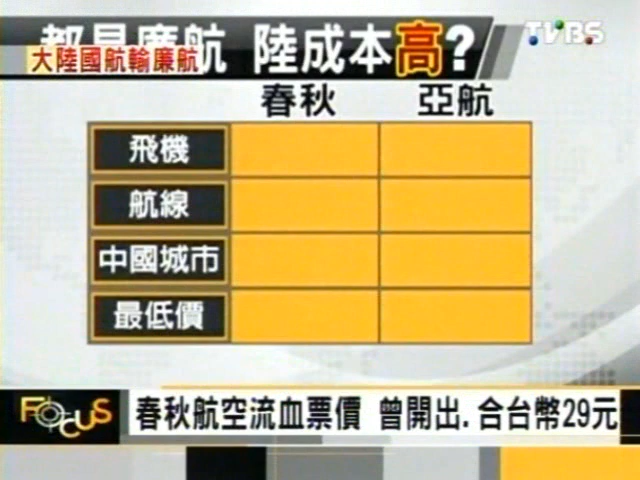 都是廉航 陸成本高?
TVBS
大陸國航輸廉航
春秋 亞航
飛機
航線
中國城市
最低價
FOCUS
春秋航空流血票價 曾開出.合台幣29元